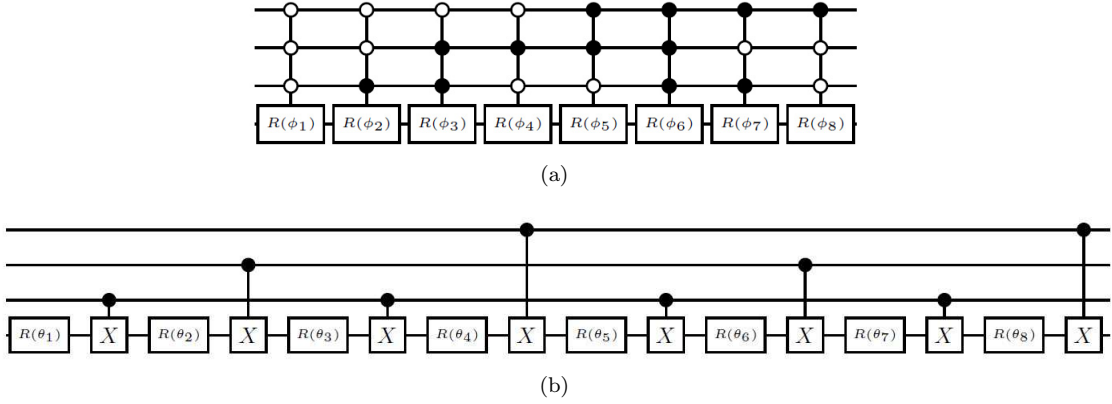 R(ϕ₁) R(ϕ₂) R(ϕ₃) R(ϕ₄) R(ϕ₅) R(ϕ₆) R(ϕ₇) R(ϕ₈)
(a)
R(θ₁) X R(θ₂) X R(θ₃) X R(θ₄) X R(θ₅) X R(θ₆) X R(θ₇) X R(θ₈) X
(b)